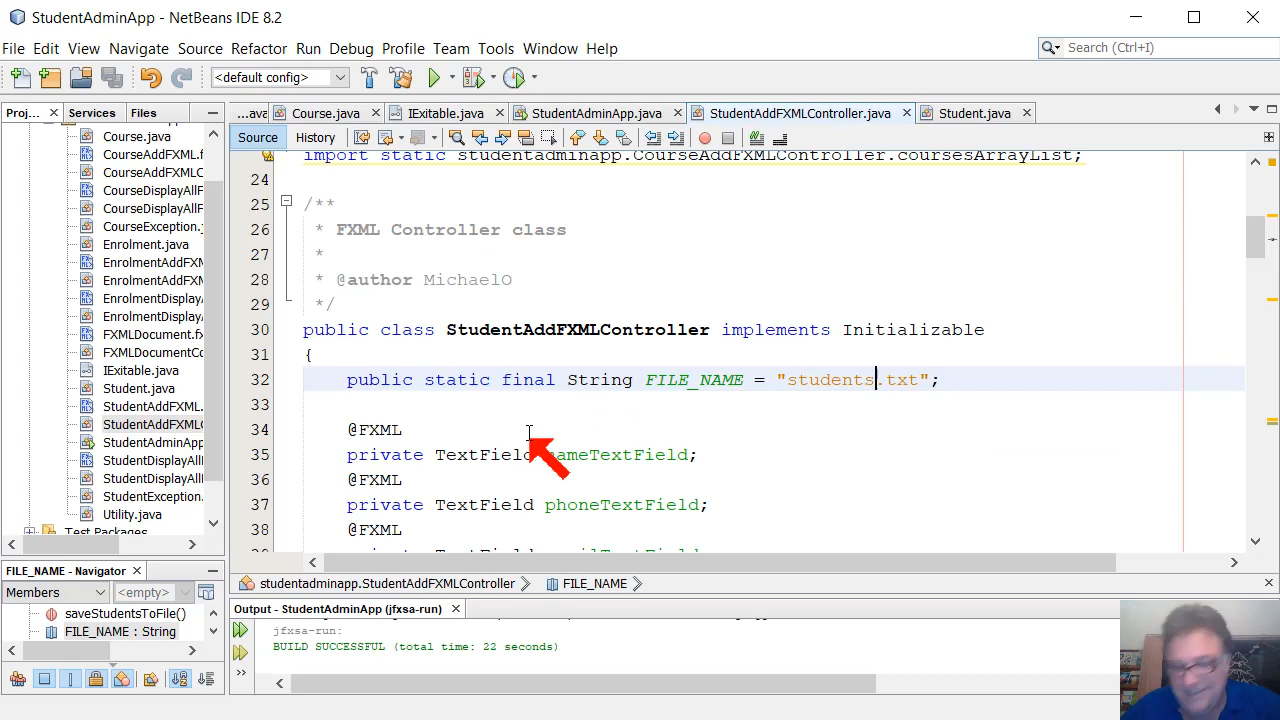 StudentAdminApp - NetBeans IDE 8.2
File Edit View Navigate Source Refactor Run Debug Profile Team Tools Window Help
Search (Ctrl+I)
<default config>
Proj... Services Files
...av Course.java IExitable.java StudentAdminApp.java StudentAddFXMLController.java Student.java
Source History
Course.java
CourseAddFXML.f
CourseAddFXMLC
CourseDisplayAllF
CourseDisplayAllF
CourseException.j
Enrolment.java
EnrolmentAddFXM
EnrolmentAddFXM
EnrolmentDisplayA
EnrolmentDisplayA
FXMLDocument.fx
FXMLDocumentCo
IExitable.java
Student.java
StudentAddFXML.
StudentAddFXMLC
StudentAdminApp
StudentDisplayAll
StudentDisplayAll
StudentException.
Utility.java
Test Packages
import static studentadminapp.CourseAddFXMLController.coursesArrayList;
24
25 /**
26 * FXML Controller class
27 *
28 * @author MichaelO
29 */
30 public class StudentAddFXMLController implements Initializable
31 {
32 public static final String FILE_NAME = "students.txt";
33
34 @FXML
35 private TextField nameTextField;
36 @FXML
37 private TextField phoneTextField;
38 @FXML
studentadminapp.StudentAddFXMLController FILE_NAME
FILE_NAME - Navigator
Members <empty>
saveStudentsToFile()
FILE_NAME : String
Output - StudentAdminApp (jfxsa-run)
jfxsa-run:
BUILD SUCCESSFUL (total time: 22 seconds)